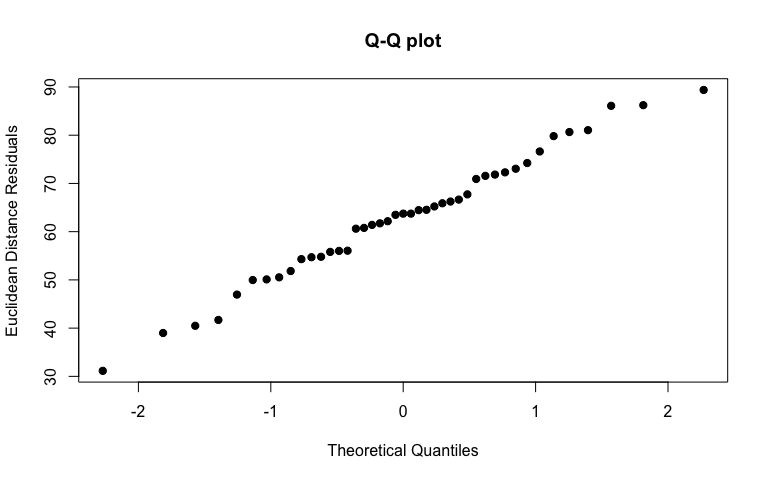 Q-Q plot
Euclidean Distance Residuals
90
80
70
60
50
40
30
-2 -1 0 1 2
Theoretical Quantiles